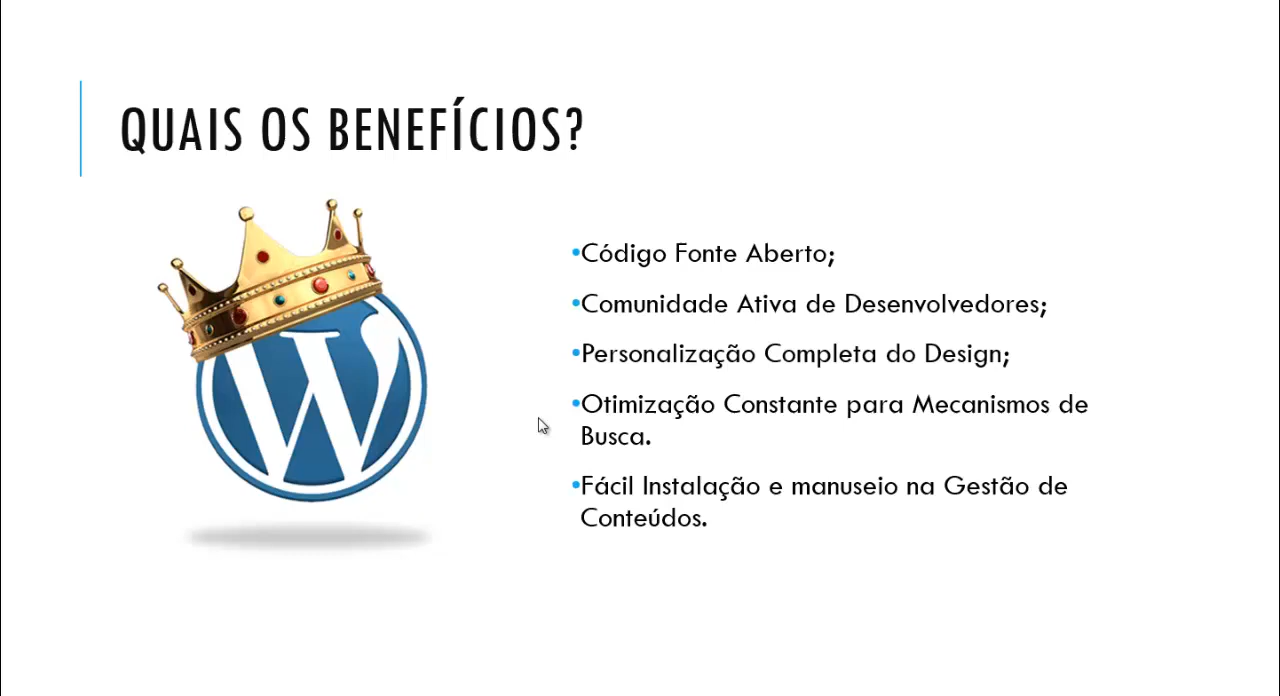 QUAIS OS BENEFÍCIOS?
•Código Fonte Aberto;
•Comunidade Ativa de Desenvolvedores;
•Personalização Completa do Design;
•Otimização Constante para Mecanismos de
Busca.
•Fácil Instalação e manuseio na Gestão de
Conteúdos.
W